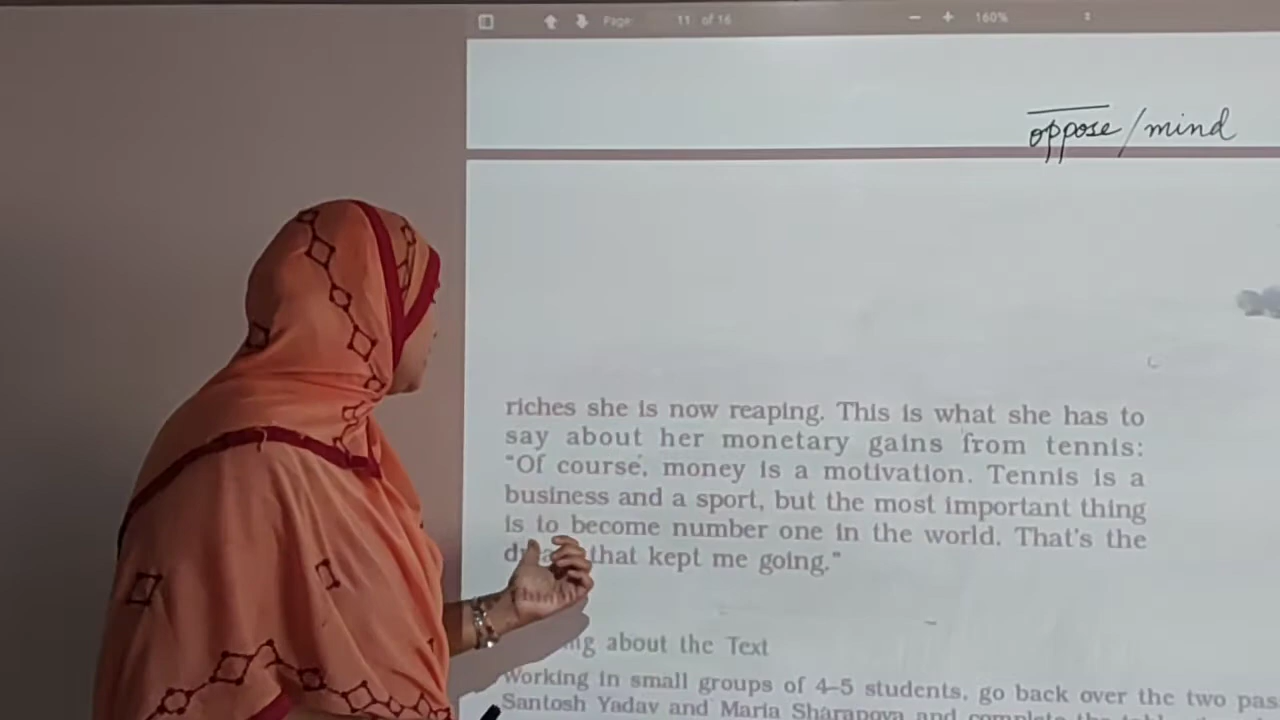 Page: 11 of 16 — + 160%
oppose / mind
riches she is now reaping. This is what she has to
say about her monetary gains from tennis:
“Of course, money is a motivation. Tennis is a
business and a sport, but the most important thing
is to become number one in the world. That's the
that kept me going.”
about the Text
Working in small groups of 4–5 students, go back over the two
Santosh Yadav and Maria Sharapova and complete the